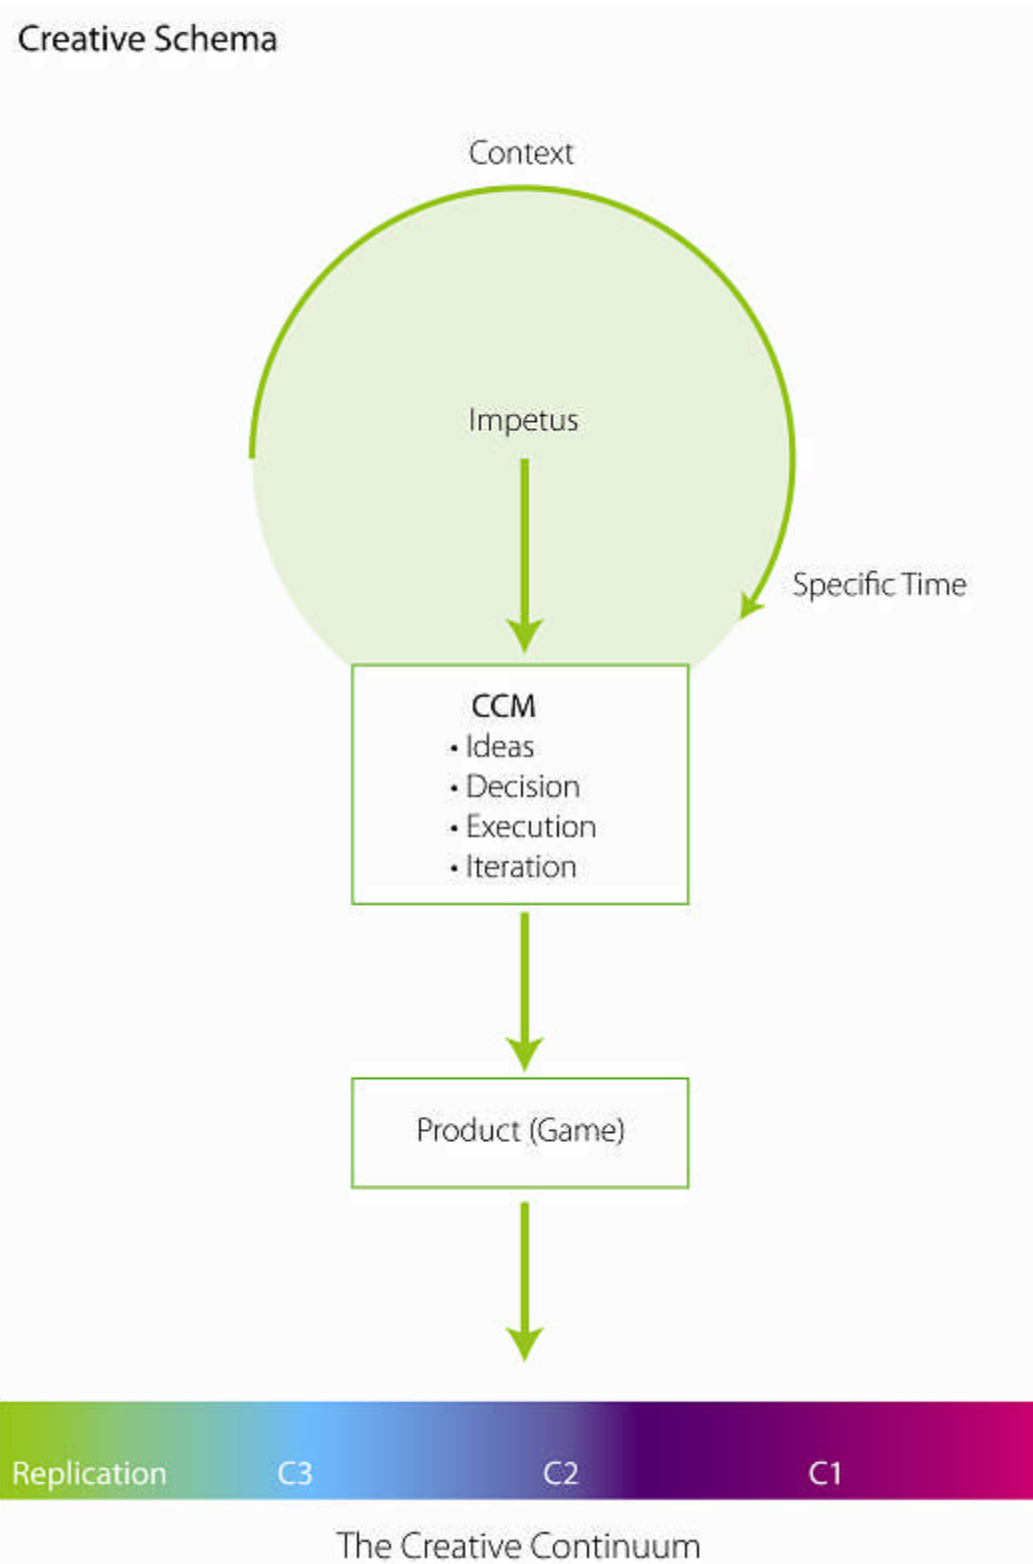 Creative Schema
Context
Impetus
Specific Time
CCM
• Ideas
• Decision
• Execution
• Iteration
Product (Game)
Replication C3 C2 C1
The Creative Continuum